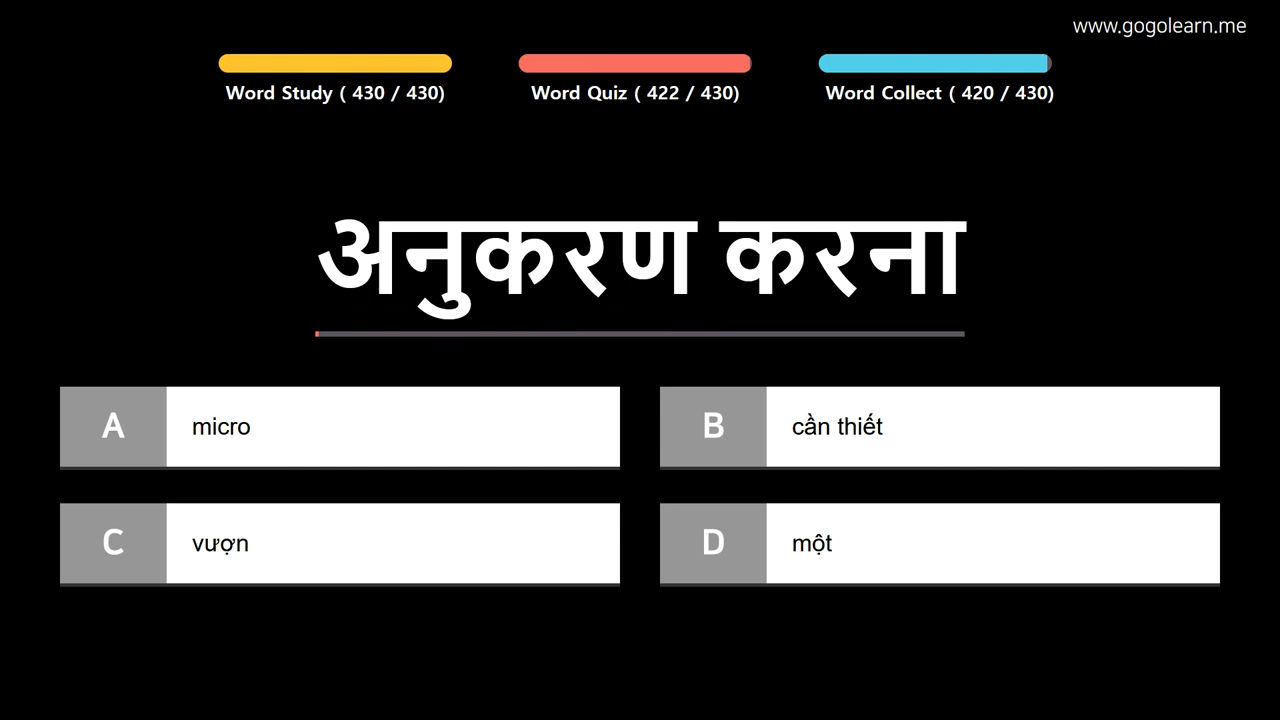 www.gogolearn.me
Word Study ( 430 / 430)
Word Quiz ( 422 / 430)
Word Collect ( 420 / 430)
अनुकरण करना
A
micro
B
cần thiết
C
vượn
D
một